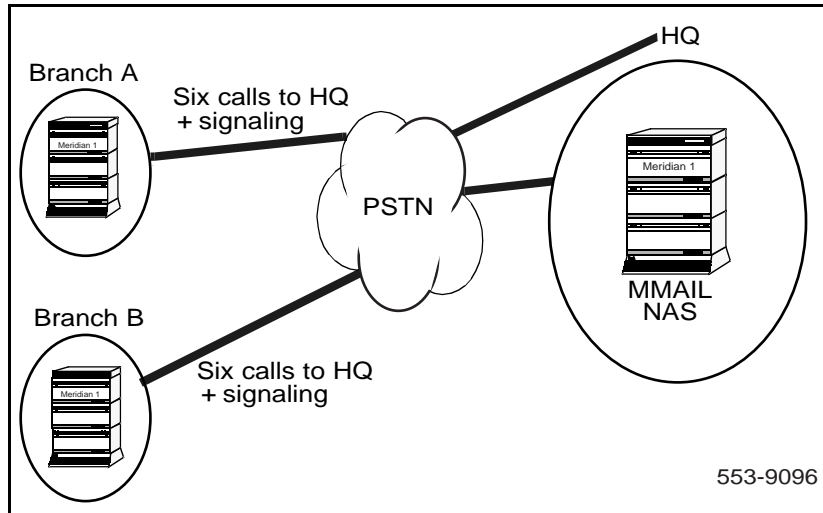 HQ
Branch A
Six calls to HQ
+ signaling
Meridian 1
Meridian 1
PSTN
MMAIL
NAS
Branch B
Six calls to HQ
+ signaling
Meridian 1
553-9096